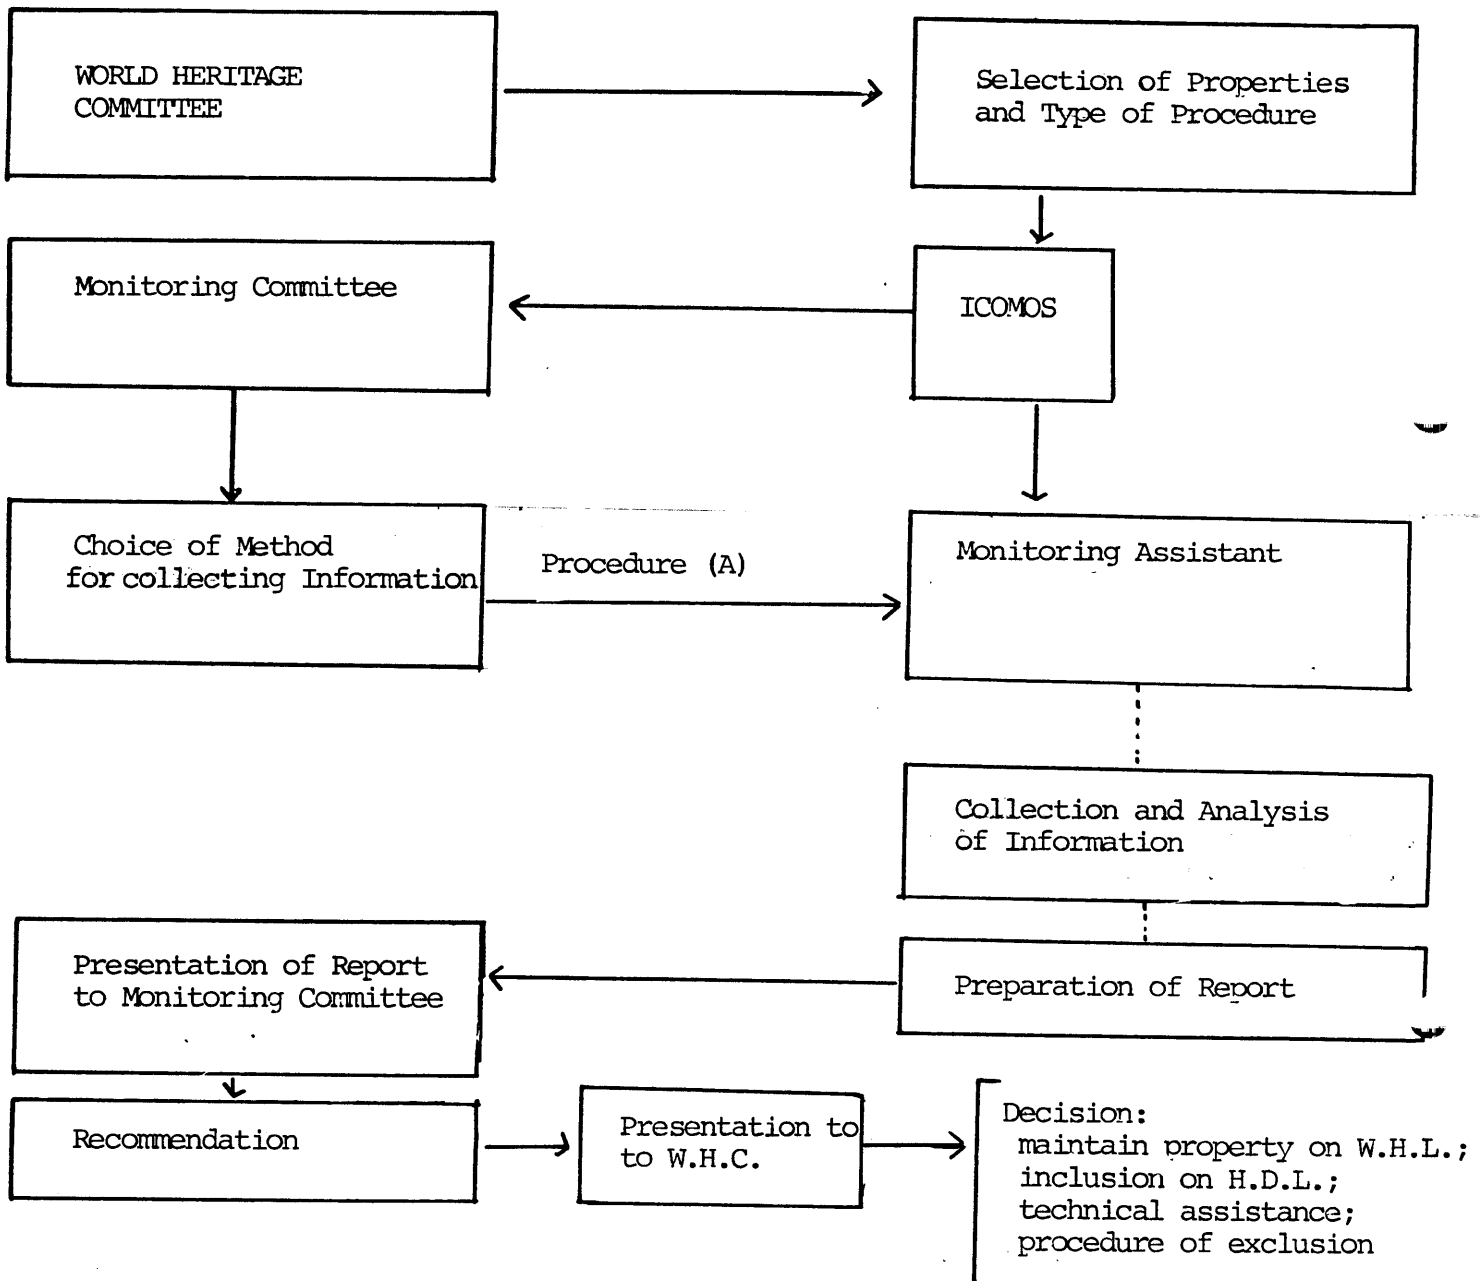 WORLD HERITAGE
COMMITTEE
Selection of Properties
and Type of Procedure
Monitoring Committee
ICOMOS
Choice of Method
for collecting Information
Procedure (A)
Monitoring Assistant
Collection and Analysis
of Information
Presentation of Report
to Monitoring Committee
Preparation of Report
Recommendation
Presentation to
to W.H.C.
Decision:
maintain property on W.H.L.;
inclusion on H.D.L.;
technical assistance;
procedure of exclusion